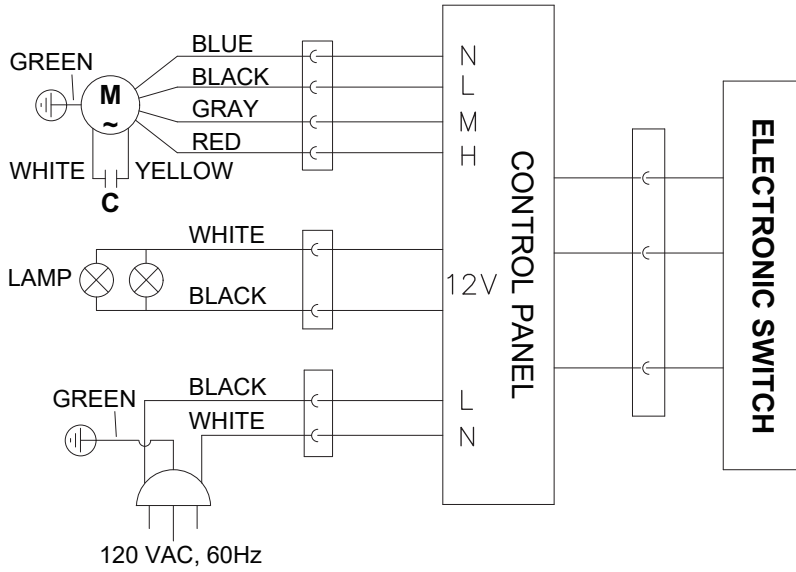 BLUE
N
GREEN
BLACK
L
M
~
GRAY
M
RED
H
WHITE
YELLOW
C
CONTROL PANEL
ELECTRONIC SWITCH
WHITE
LAMP
12V
BLACK
BLACK
L
GREEN
WHITE
N
120 VAC, 60Hz